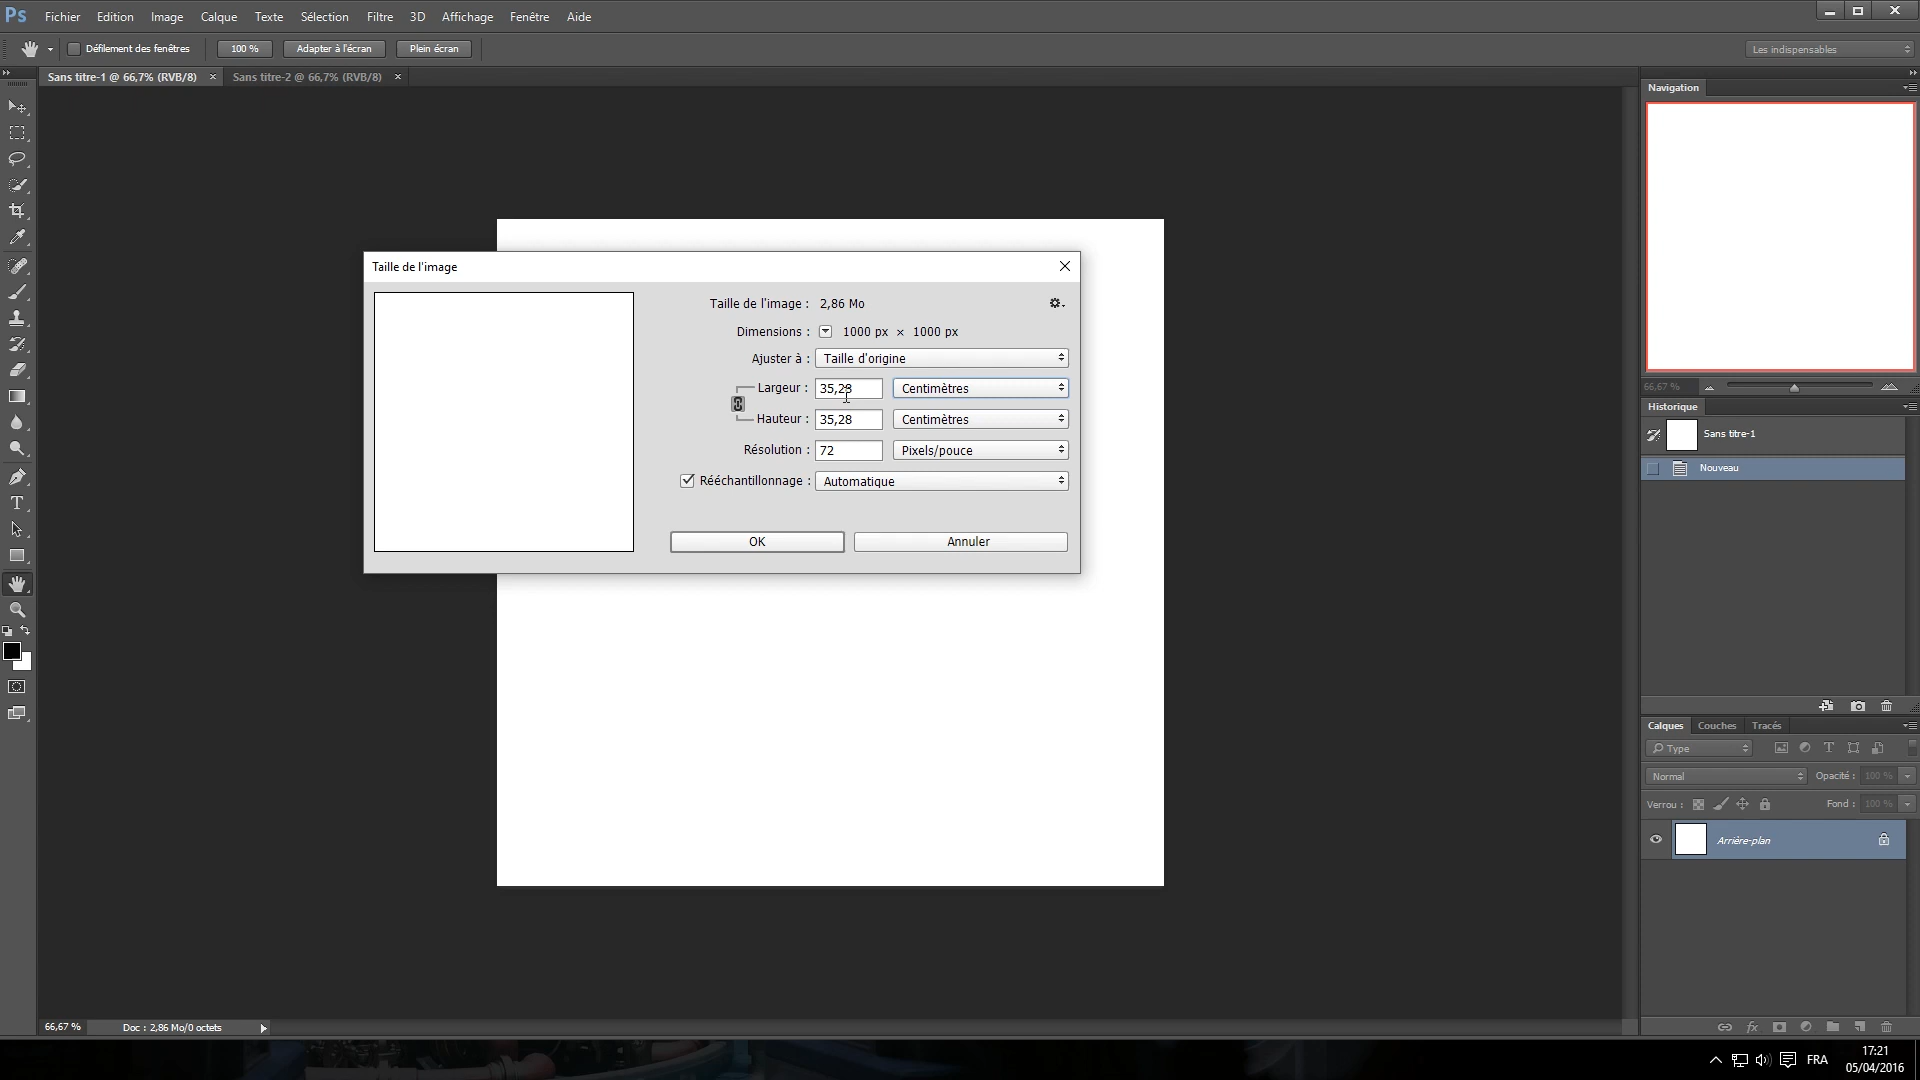 Ps Fichier Edition Image Calque Texte Sélection Filtre 3D Affichage Fenêtre Aide
Défilement des fenêtres 100 % Adapter à l'écran Plein écran Les indispensables
Sans titre-1 @ 66,7% (RVB/8) × Sans titre-2 @ 66,7% (RVB/8) ×
Navigation
Taille de l'image
Taille de l'image : 2,86 Mo
Dimensions : 1000 px × 1000 px
Ajuster à : Taille d'origine
Largeur : 35,28 Centimètres
Hauteur : 35,28 Centimètres
Résolution : 72 Pixels/pouce
Rééchantillonnage : Automatique
OK Annuler
66,67 %
Historique
Sans titre-1
Nouveau
Calques Couches Tracés
Type
Normal Opacité : 100 %
Verrou : Fond : 100 %
Arrière-plan
66,67 % Doc : 2,86 Mo/0 octets
fx
FRA
17:21
05/04/2016